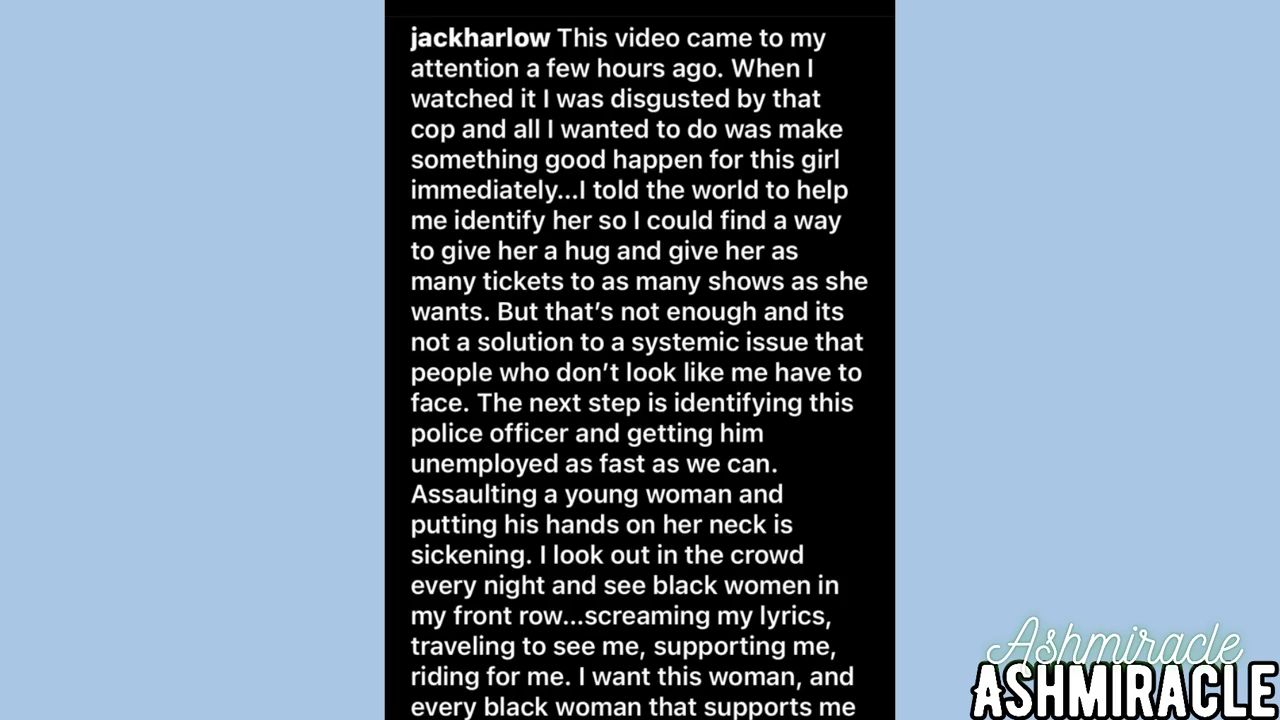 jackharlow This video came to my
attention a few hours ago. When I
watched it I was disgusted by that
cop and all I wanted to do was make
something good happen for this girl
immediately...I told the world to help
me identify her so I could find a way
to give her a hug and give her as
many tickets to as many shows as she
wants. But that’s not enough and its
not a solution to a systemic issue that
people who don’t look like me have to
face. The next step is identifying this
police officer and getting him
unemployed as fast as we can.
Assaulting a young woman and
putting his hands on her neck is
sickening. I look out in the crowd
every night and see black women in
my front row...screaming my lyrics,
traveling to see me, supporting me,
riding for me. I want this woman, and
every black woman that supports me
Ashmiracle
ASHMIRACLE